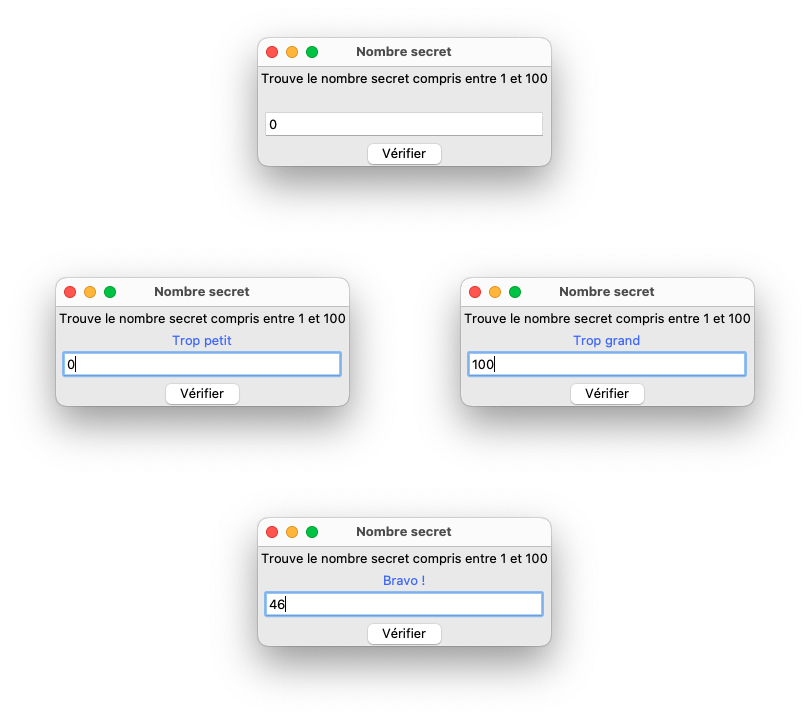 Nombre secret
Trouve le nombre secret compris entre 1 et 100
0
Vérifier
Nombre secret
Trouve le nombre secret compris entre 1 et 100
Trop petit
0
Vérifier
Nombre secret
Trouve le nombre secret compris entre 1 et 100
Trop grand
100
Vérifier
Nombre secret
Trouve le nombre secret compris entre 1 et 100
Bravo !
46
Vérifier